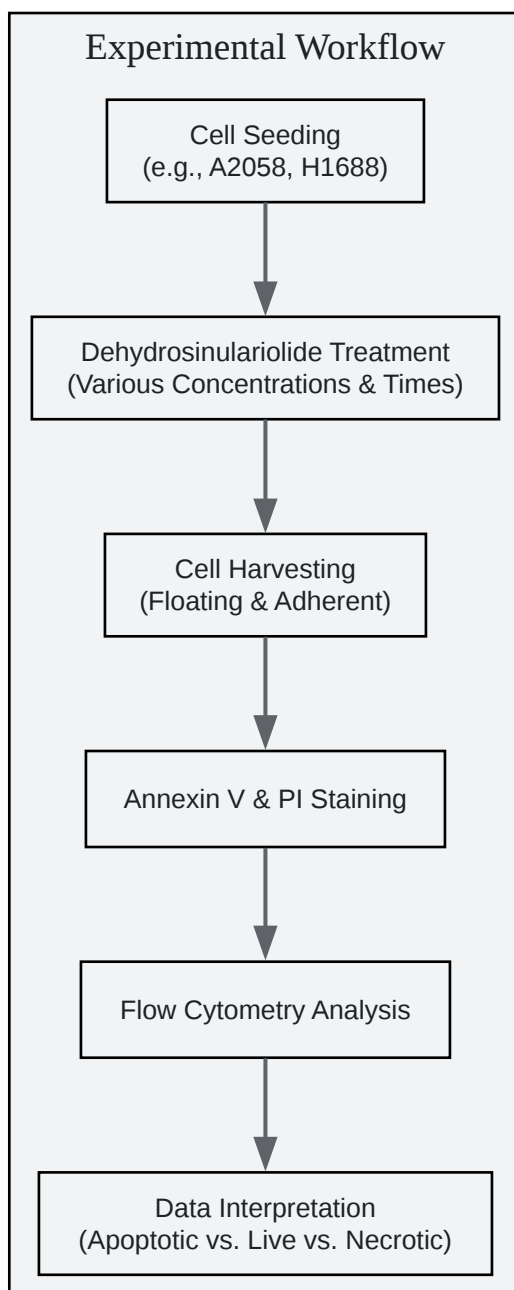 Experimental Workflow
Cell Seeding
(e.g., A2058, H1688)
Dehydrosinulariolide Treatment
(Various Concentrations & Times)
Cell Harvesting
(Floating & Adherent)
Annexin V & PI Staining
Flow Cytometry Analysis
Data Interpretation
(Apoptotic vs. Live vs. Necrotic)